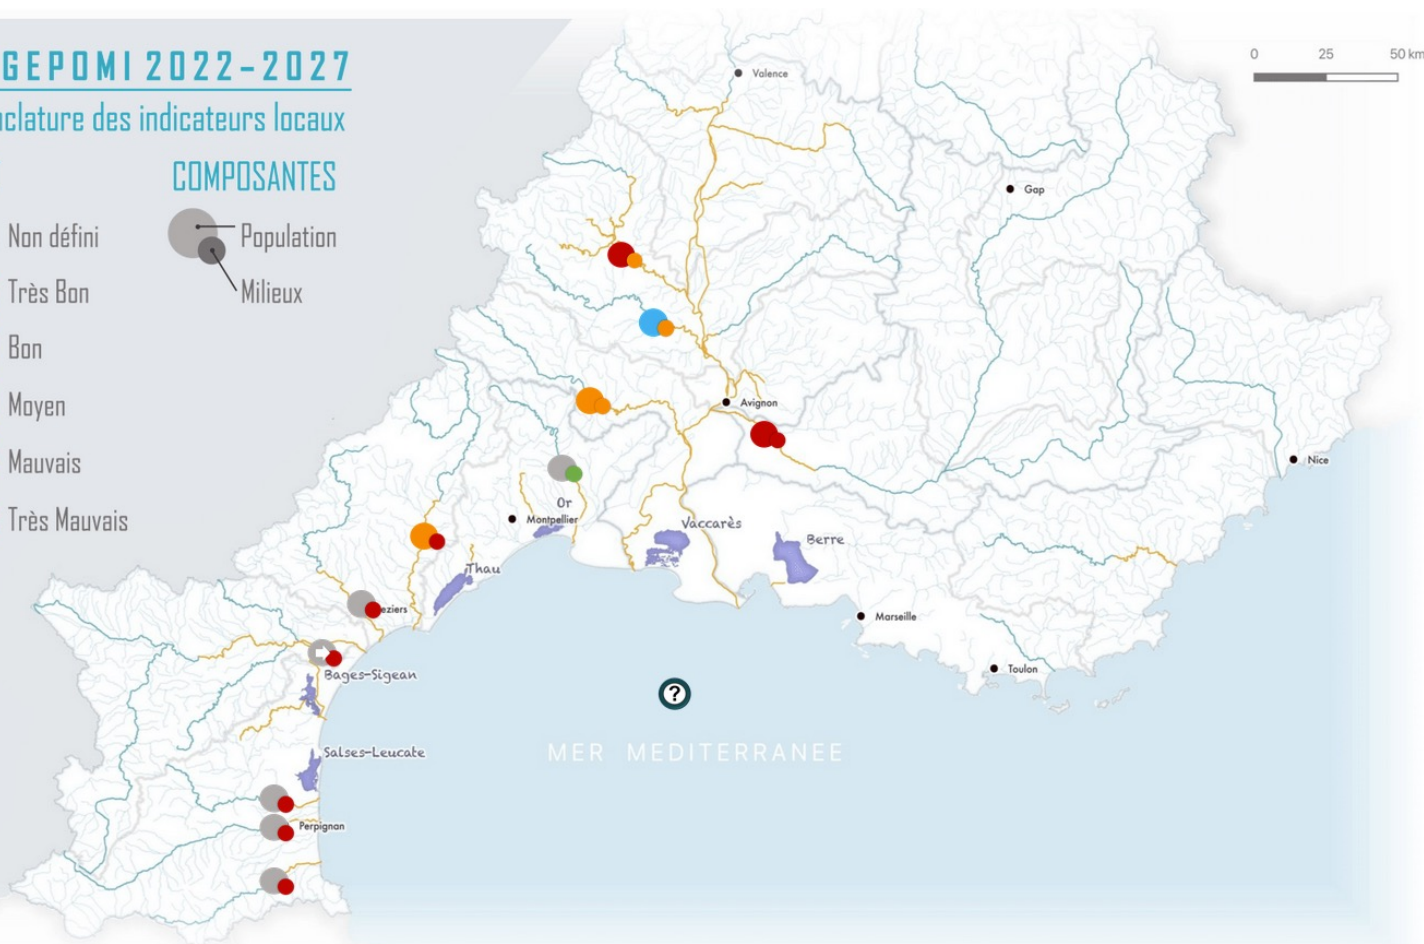 GEPOMI 2022-2027
clature des indicateurs locaux
COMPOSANTES
Non défini
Population
Très Bon
Milieux
Bon
Moyen
Mauvais
Très Mauvais
0 25 50 km
Valence
Gap
Avignon
Nice
Or
Montpellier
Vaccarès
Berre
Thau
eziers
Marseille
Bages-Sigean
Toulon
?
Salses-Leucate
MER MEDITERRANEE
Perpignan